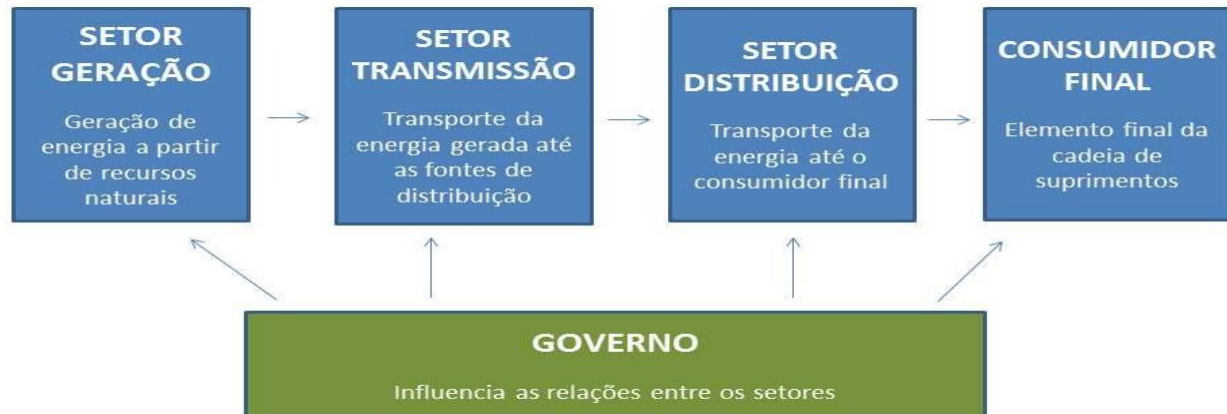 SETOR
GERAÇÃO
Geração de
energia a partir
de recursos
naturais
SETOR
TRANSMISSÃO
Transporte da
energia gerada até
as fontes de
distribuição
SETOR
DISTRIBUIÇÃO
Transporte da
energia até o
consumidor final
CONSUMIDOR
FINAL
Elemento final da
cadeia de
suprimentos
GOVERNO
Influencia as relações entre os setores